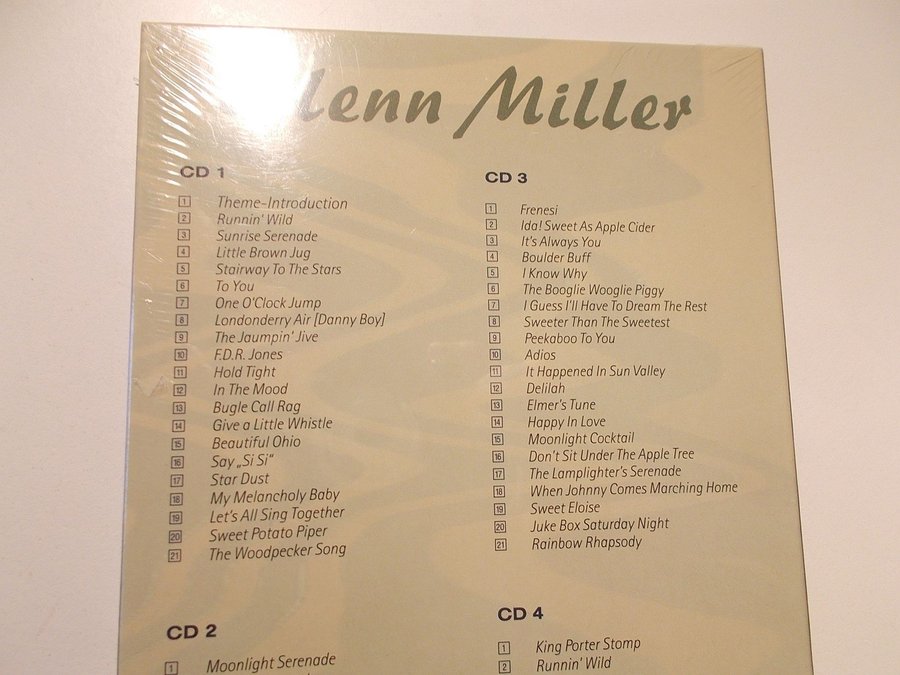 lenn Miller
CD 1
1 Theme-Introduction
2 Runnin' Wild
3 Sunrise Serenade
4 Little Brown Jug
5 Stairway To The Stars
6 To You
7 One O'Clock Jump
8 Londonderry Air [Danny Boy]
9 The Jaumpin' Jive
10 F.D.R. Jones
11 Hold Tight
12 In The Mood
13 Bugle Call Rag
14 Give a Little Whistle
15 Beautiful Ohio
16 Say „Si Si“
17 Star Dust
18 My Melancholy Baby
19 Let's All Sing Together
20 Sweet Potato Piper
21 The Woodpecker Song
CD 2
1 Moonlight Serenade
CD 3
1 Frenesi
2 Ida! Sweet As Apple Cider
3 It's Always You
4 Boulder Buff
5 I Know Why
6 The Booglie Wooglie Piggy
7 I Guess I'll Have To Dream The Rest
8 Sweeter Than The Sweetest
9 Peekaboo To You
10 Adios
11 It Happened In Sun Valley
12 Delilah
13 Elmer's Tune
14 Happy In Love
15 Moonlight Cocktail
16 Don't Sit Under The Apple Tree
17 The Lamplighter's Serenade
18 When Johnny Comes Marching Home
19 Sweet Eloise
20 Juke Box Saturday Night
21 Rainbow Rhapsody
CD 4
1 King Porter Stomp
2 Runnin' Wild